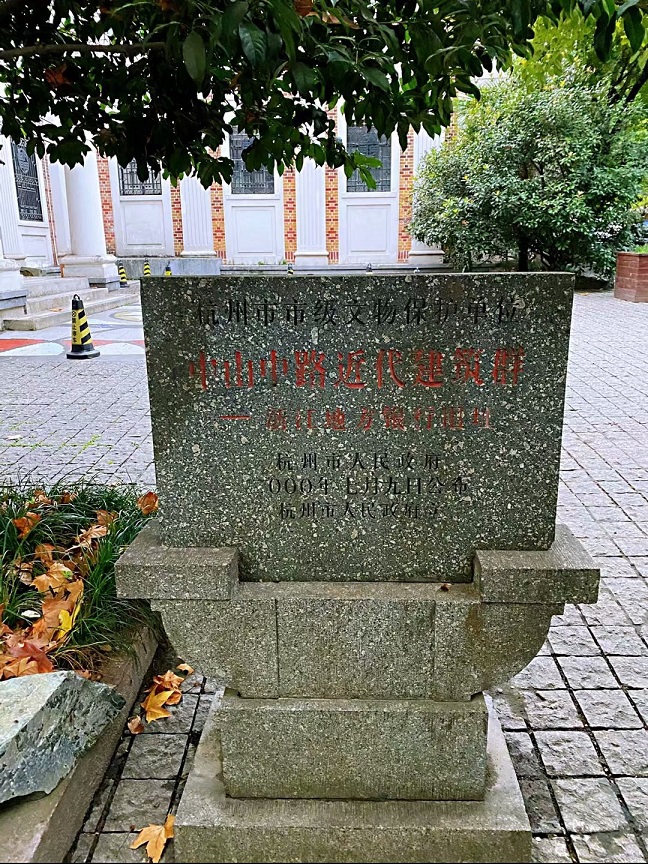 杭州市市级文物保护单位
中山中路近代建筑群
— 浙江地方银行旧址
杭州市人民政府
000年七月九日公布
杭州市人民政府立